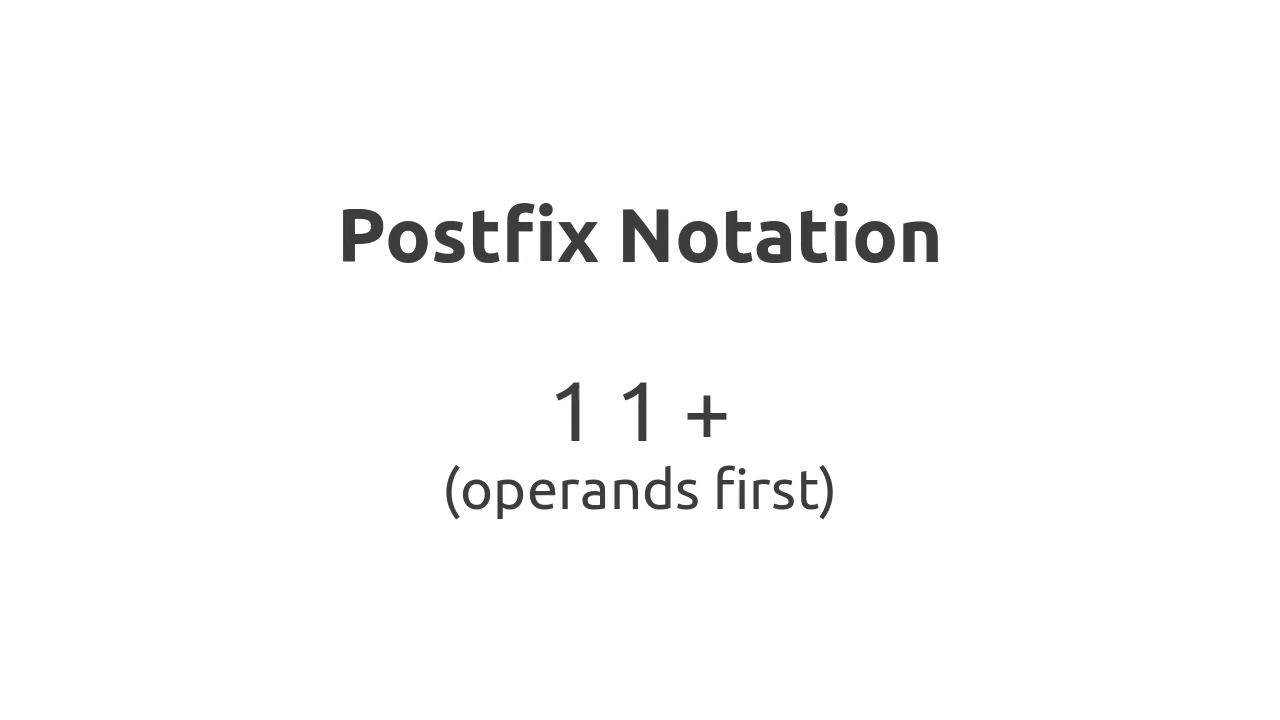 Postfix Notation
1 1 +
(operands first)